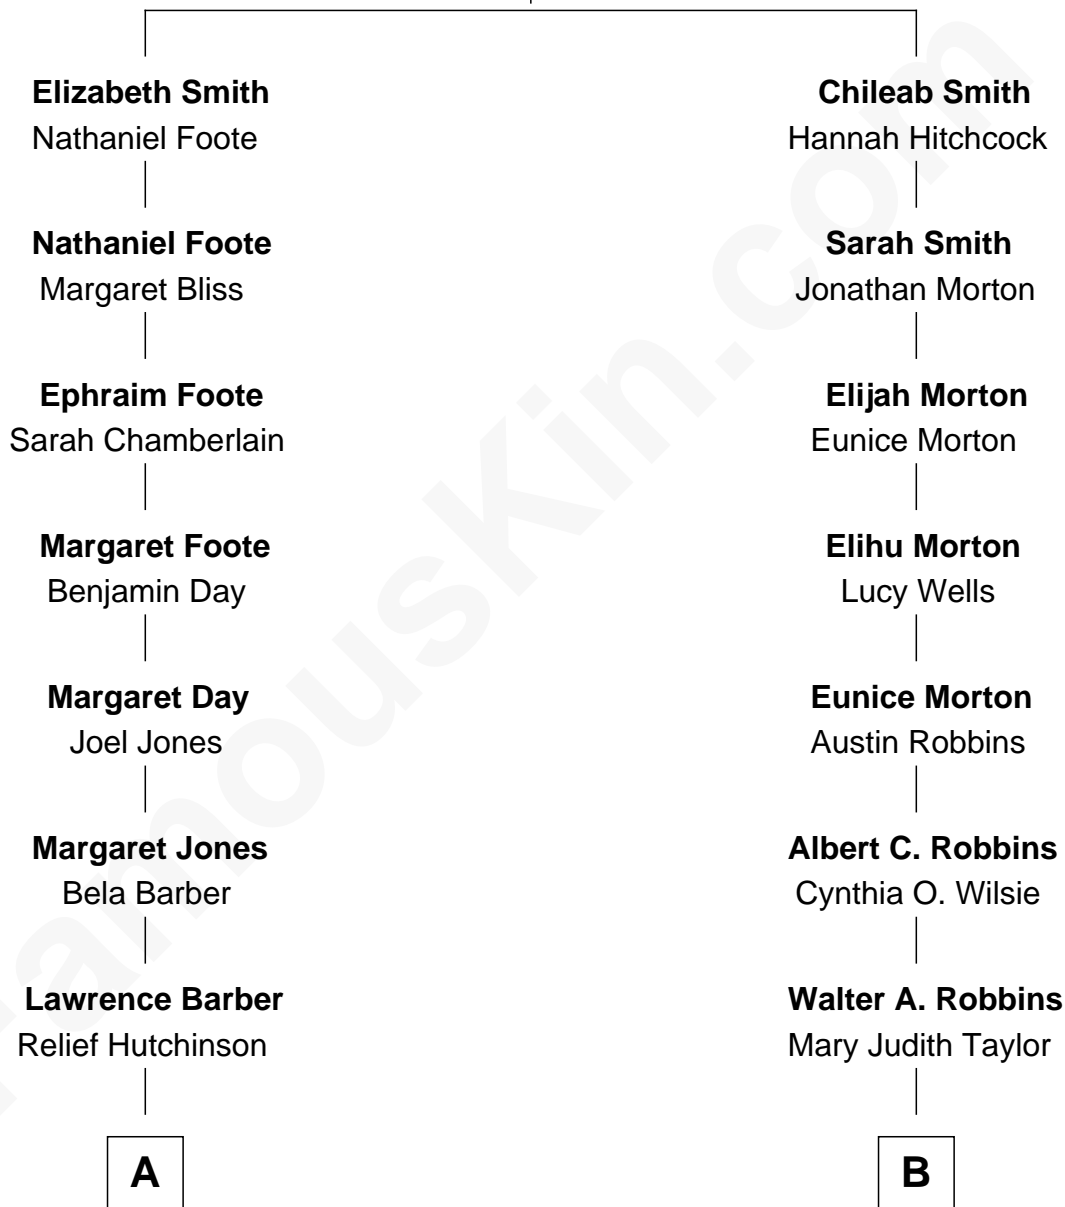 Elizabeth Smith
Nathaniel Foote
Nathaniel Foote
Margaret Bliss
Ephraim Foote
Sarah Chamberlain
Margaret Foote
Benjamin Day
Margaret Day
Joel Jones
Margaret Jones
Bela Barber
Lawrence Barber
Relief Hutchinson
A
Chileab Smith
Hannah Hitchcock
Sarah Smith
Jonathan Morton
Elijah Morton
Eunice Morton
Elihu Morton
Lucy Wells
Eunice Morton
Austin Robbins
Albert C. Robbins
Cynthia O. Wilsie
Walter A. Robbins
Mary Judith Taylor
B
FamousKin.com